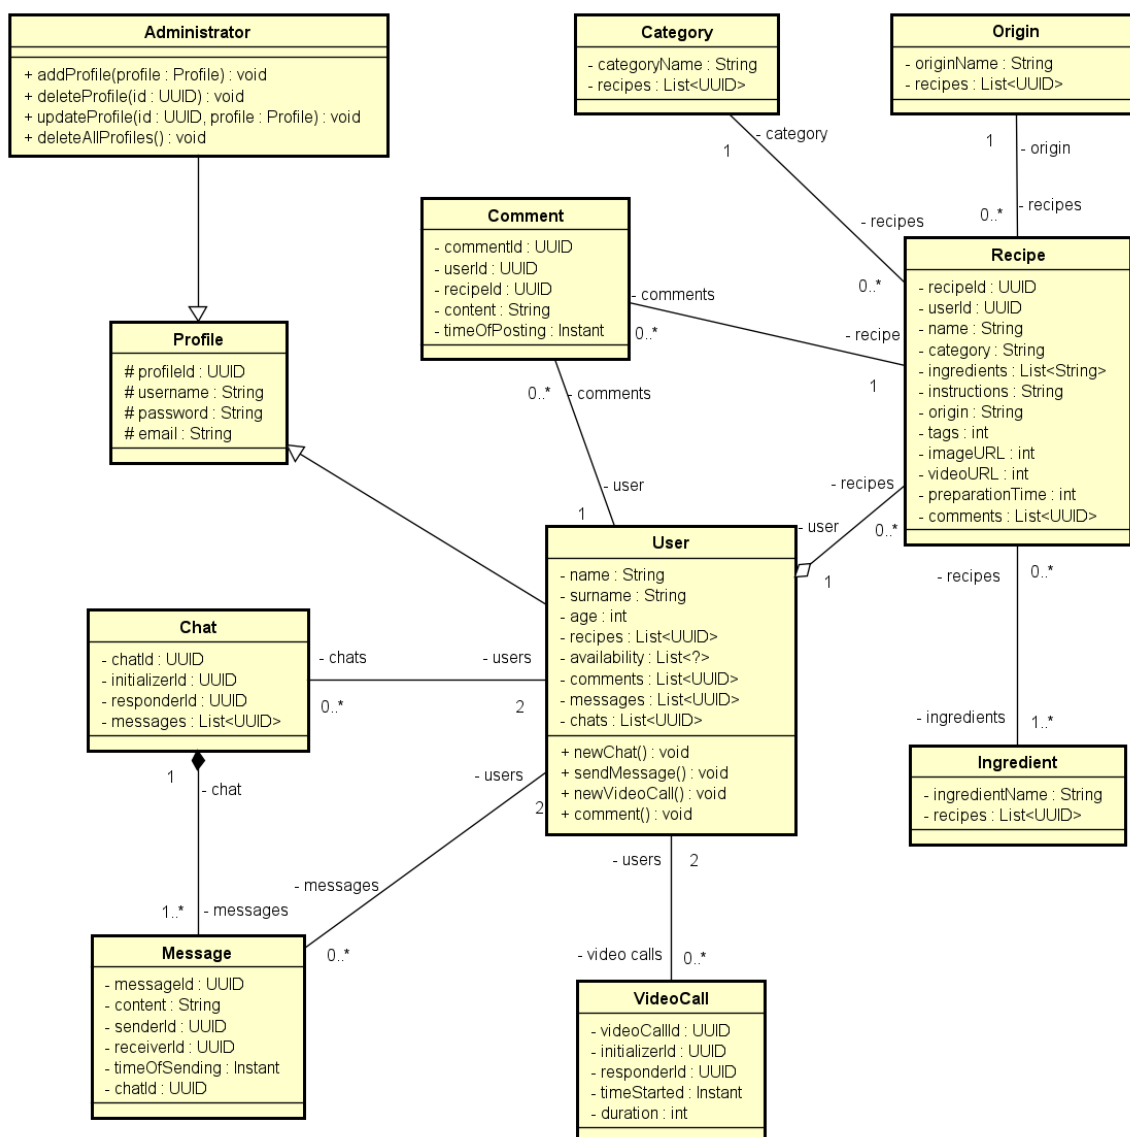 Administrator
+ addProfile(profile : Profile) : void
+ deleteProfile(id : UUID) : void
+ updateProfile(id : UUID, profile : Profile) : void
+ deleteAllProfiles() : void
Category
- categoryName : String
- recipes : List<UUID>
Origin
- originName : String
- recipes : List<UUID>
- category
1
- recipes
0..*
1
- origin
- recipes
0..*
Comment
- commentId : UUID
- userId : UUID
- recipeId : UUID
- content : String
- timeOfPosting : Instant
- comments
0..*
- recipe
1
Recipe
- recipeId : UUID
- userId : UUID
- name : String
- category : String
- ingredients : List<String>
- instructions : String
- origin : String
- tags : int
- imageURL : int
- videoURL : int
- preparationTime : int
- comments : List<UUID>
Profile
# profileId : UUID
# username : String
# password : String
# email : String
0..*
- comments
- user
1
- recipes
0..*
- user
1
User
- name : String
- surname : String
- age : int
- recipes : List<UUID>
- availability : List<?>
- comments : List<UUID>
- messages : List<UUID>
- chats : List<UUID>
+ newChat() : void
+ sendMessage() : void
+ newVideoCall() : void
+ comment() : void
- recipes
0..*
- ingredients
1..*
Ingredient
- ingredientName : String
- recipes : List<UUID>
Chat
- chatId : UUID
- initializerId : UUID
- responderId : UUID
- messages : List<UUID>
- chats
0..*
- users
2
1
- chat
1..*
- messages
- users
2
- messages
0..*
Message
- messageId : UUID
- content : String
- senderId : UUID
- receiverId : UUID
- timeOfSending : Instant
- chatId : UUID
- users
2
- video calls
0..*
VideoCall
- videoCallId : UUID
- initializerId : UUID
- responderId : UUID
- timeStarted : Instant
- duration : int